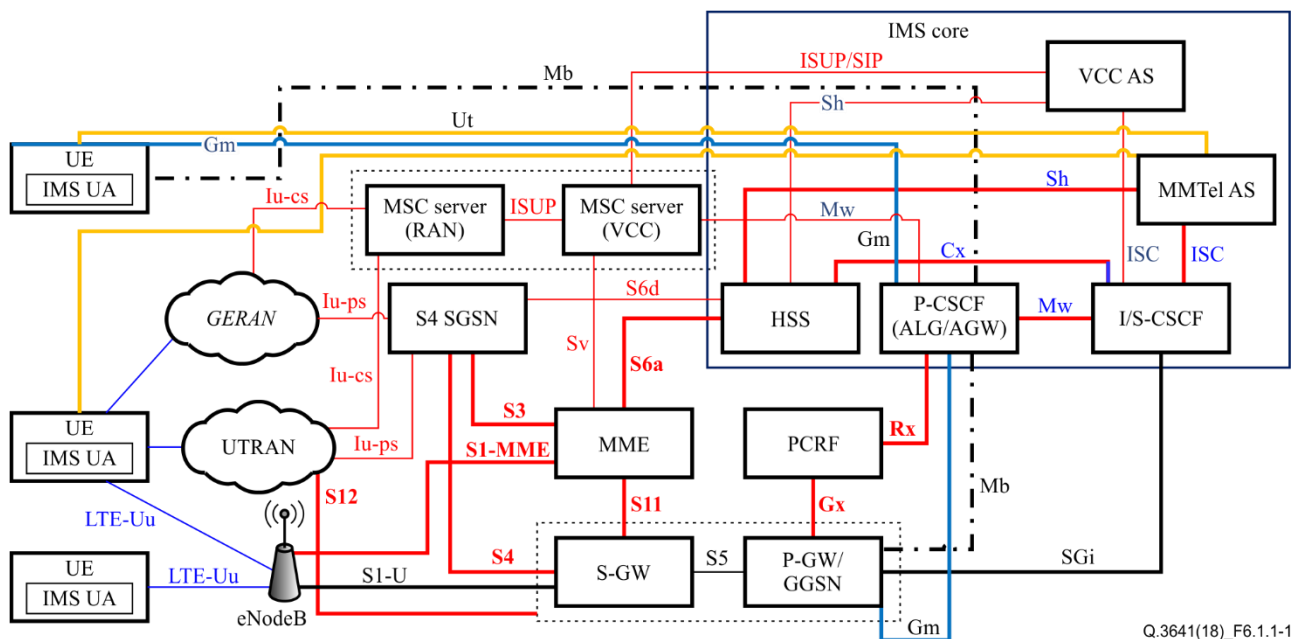 IMS core
ISUP/SIP
VCC AS
Mb
Sh
Ut
UE
Gm
IMS UA
MMTel AS
Sh
Iu-cs
MSC server
(RAN)
ISUP
MSC server
(VCC)
Mw
Gm
Cx
ISC
ISC
GERAN
Iu-ps
S4 SGSN
S6d
HSS
P-CSCF
(ALG/AGW)
Mw
I/S-CSCF
Sv
S6a
Iu-cs
UE
IMS UA
UTRAN
Iu-ps
S3
S1-MME
MME
PCRF
Rx
Mb
S12
S11
Gx
LTE-Uu
UE
IMS UA
LTE-Uu
eNodeB
S1-U
S4
S-GW
S5
P-GW/
GGSN
SGi
Gm
Q.3641(18)_F6.1.1-1